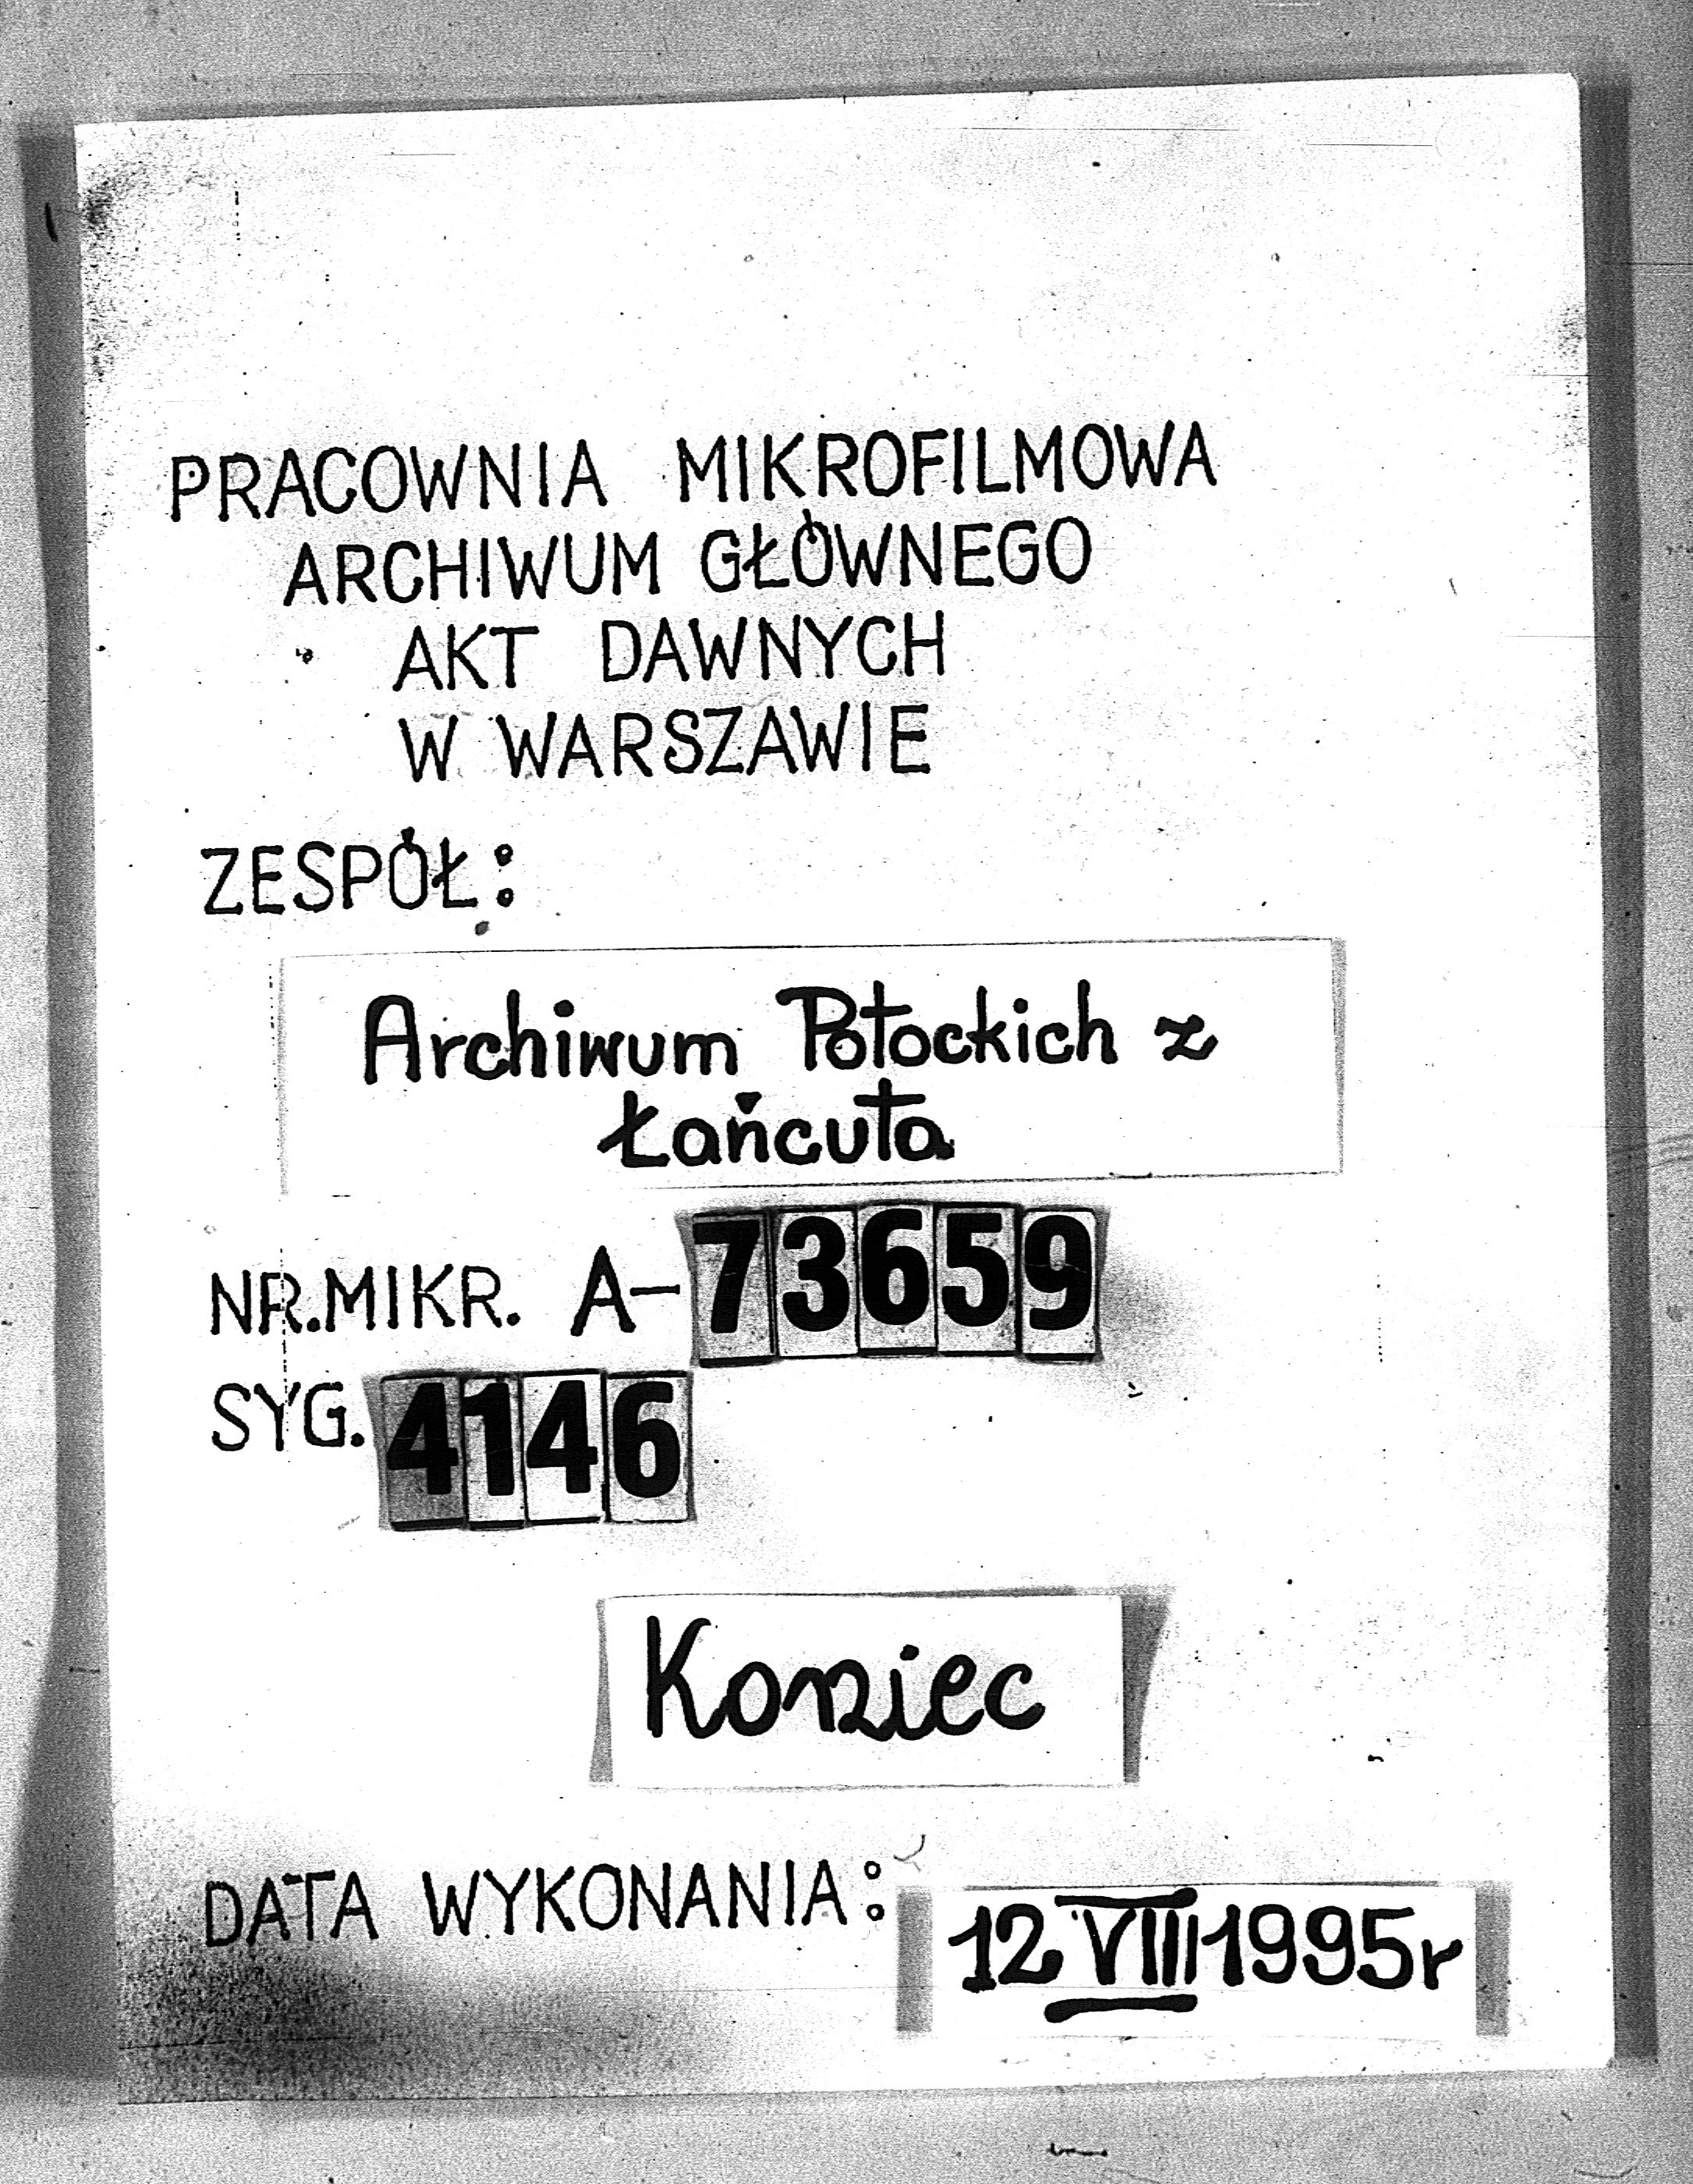 PRACOWNIA MIKROFILMOWA
ARCHIWUM GŁÓWNEGO
AKT DAWNYCH
W WARSZAWIE
ZESPÓŁ:
Archiwum Potockich z
Łańcuta
NR. MIKR. A-73659
SYG. 4146
Koniec
DATA WYKONANIA: 12 VII 1995r